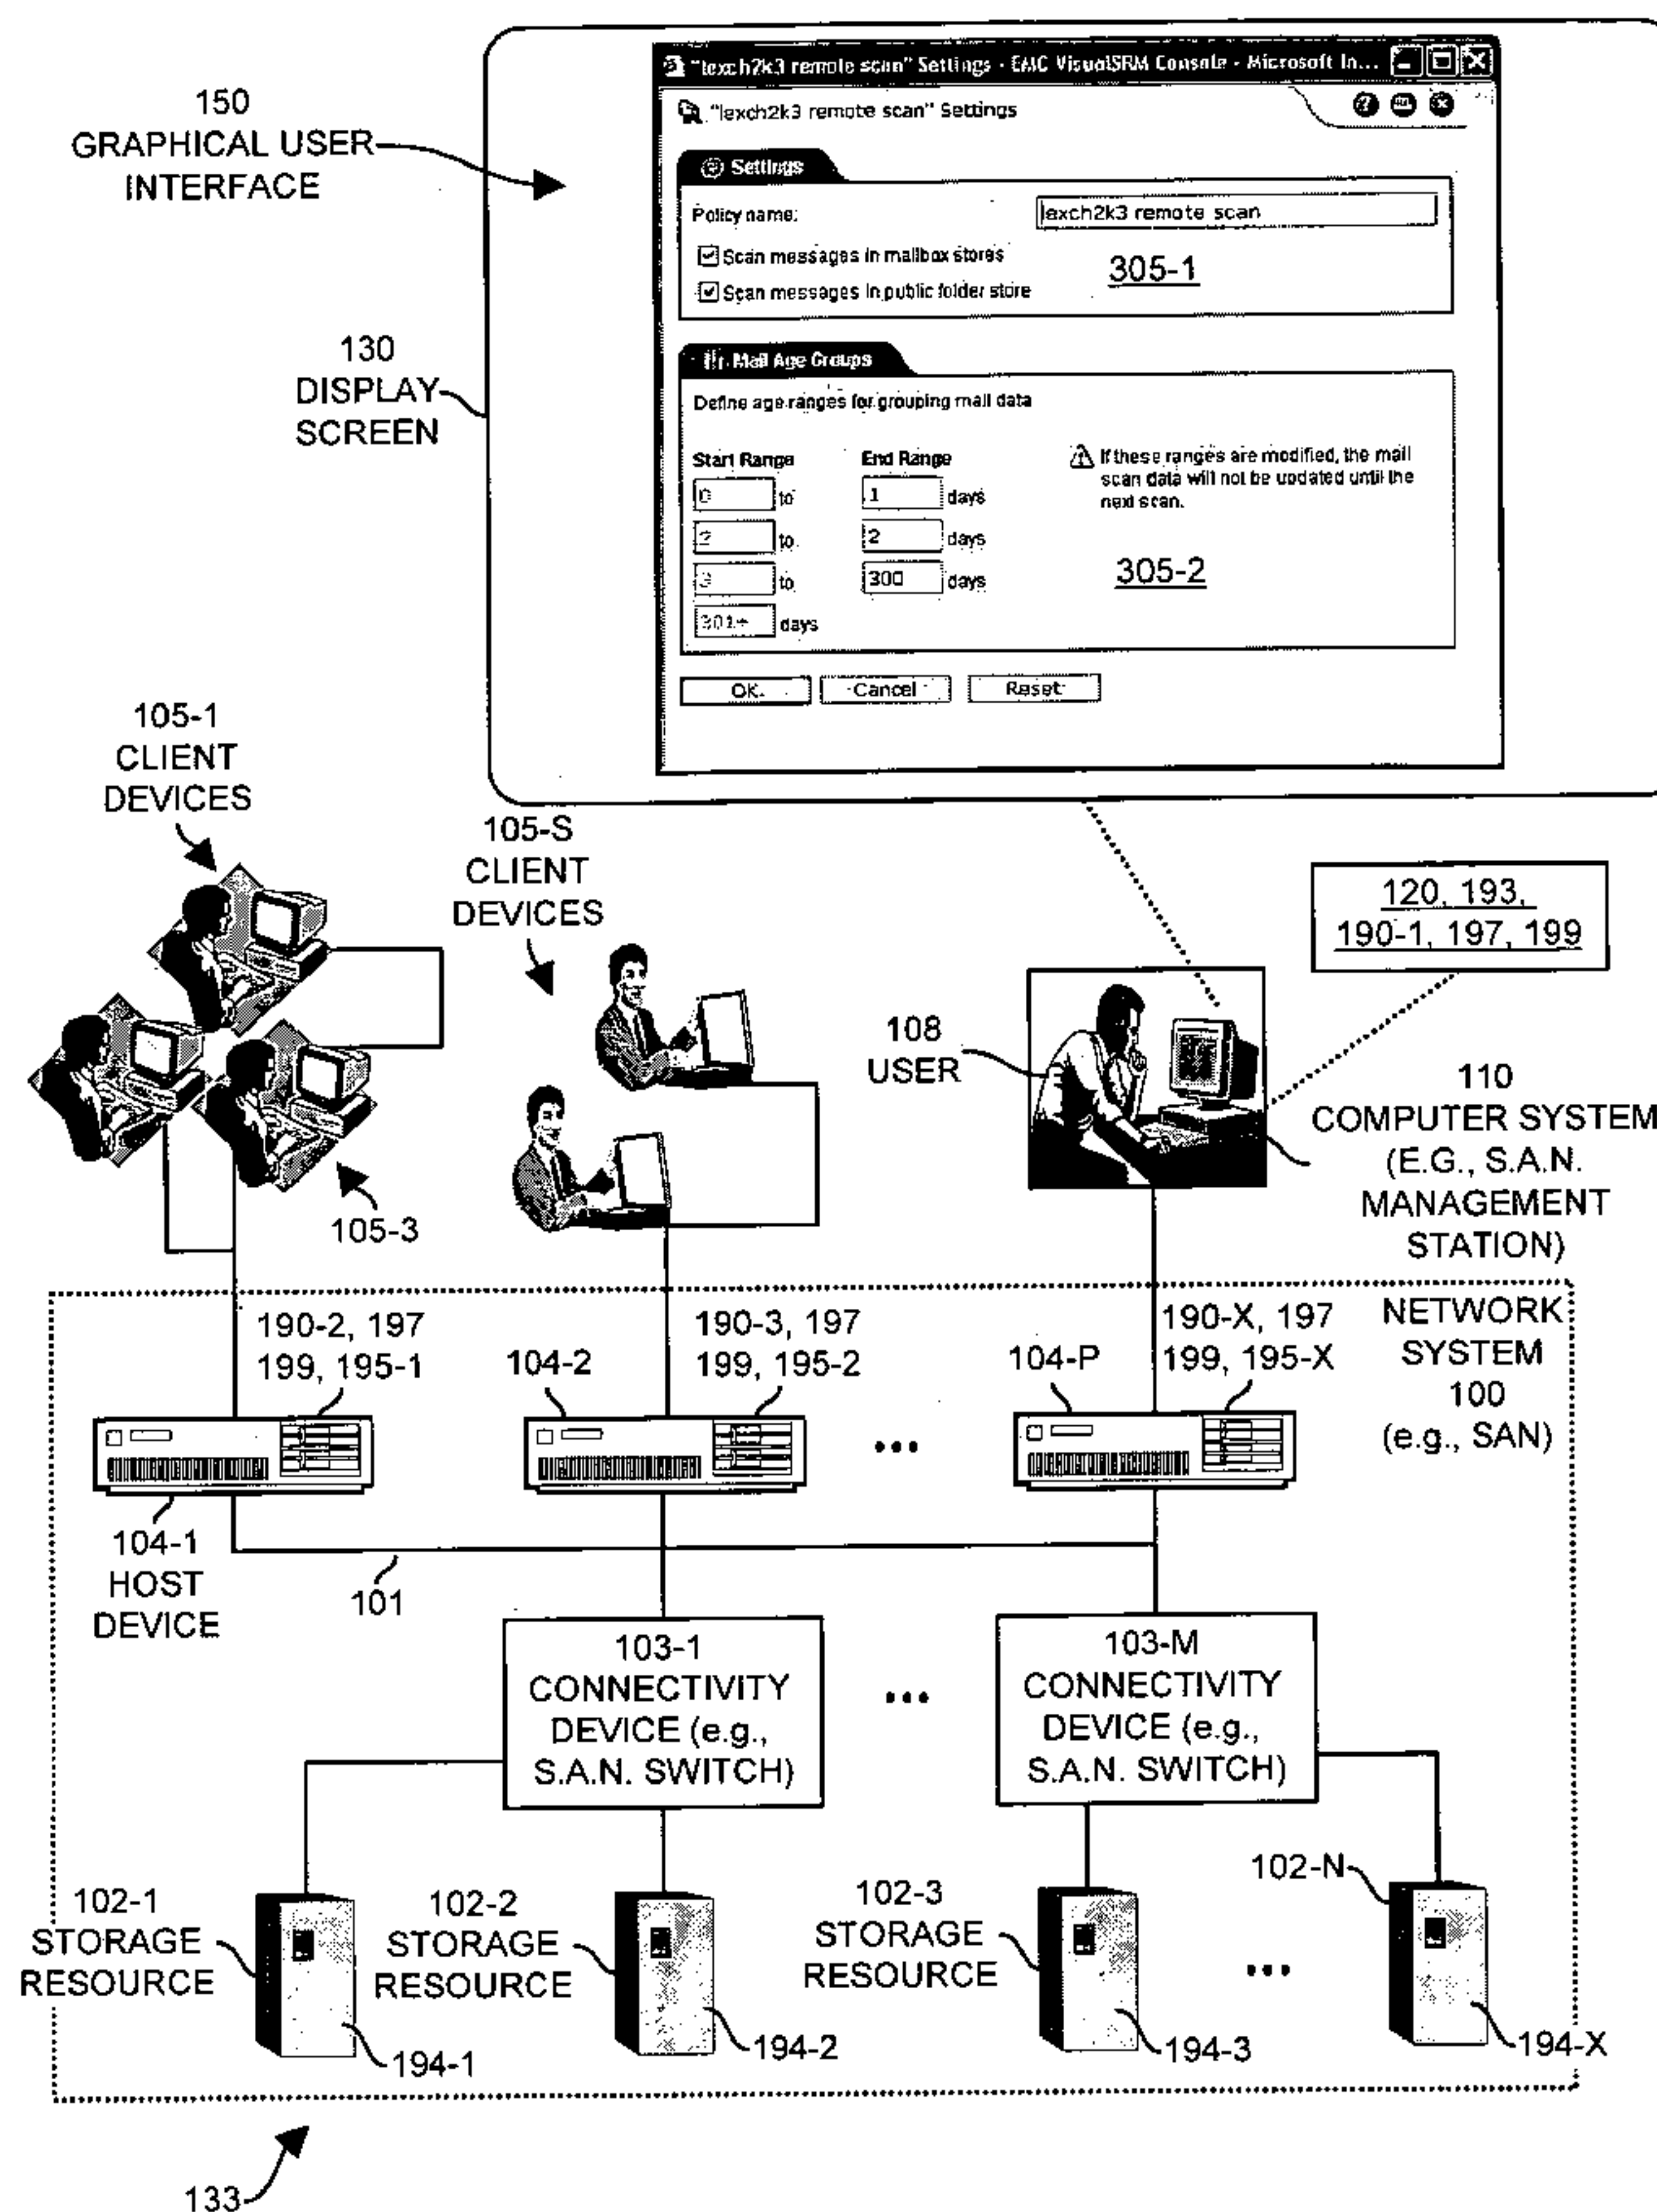 "lexch2k3 remote scan" Settings - EMC VisualSRM Console - Microsoft In...
"lexch2k3 remote scan" Settings
150
GRAPHICAL USER
INTERFACE
Settings
Policy name:
lexch2k3 remote scan
Scan messages in mailbox stores
Scan messages in public folder store
305-1
130
DISPLAY
SCREEN
Mail Age Groups
Define age ranges for grouping mail data
Start Range
End Range
If these ranges are modified, the mail
scan data will not be updated until the
next scan.
0 to 1 days
2 to 2 days
3 to 300 days
301+ days
305-2
OK
Cancel
Reset
105-1
CLIENT
DEVICES
105-S
CLIENT
DEVICES
120, 193,
190-1, 197, 199
108
USER
110
COMPUTER SYSTEM
(E.G., S.A.N.
MANAGEMENT
STATION)
105-3
190-2, 197
199, 195-1
104-2
190-3, 197
199, 195-2
104-P
190-X, 197
199, 195-X
NETWORK
SYSTEM
100
(e.g., SAN)
...
104-1
HOST
DEVICE
101
103-1
CONNECTIVITY
DEVICE (e.g.,
S.A.N. SWITCH)
...
103-M
CONNECTIVITY
DEVICE (e.g.,
S.A.N. SWITCH)
102-1
STORAGE
RESOURCE
102-2
STORAGE
RESOURCE
102-3
STORAGE
RESOURCE
...
102-N
194-1
194-2
194-3
194-X
133